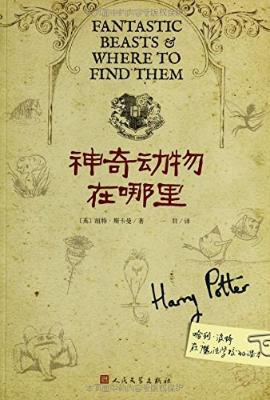 FANTASTIC
BEASTS &
WHERE TO
FIND THEM
神奇动物
在哪里
［英］纽特·斯卡曼／著 一目／译
Harry Potter
哈利·波特
在魔法学校的课本
人民文学出版社